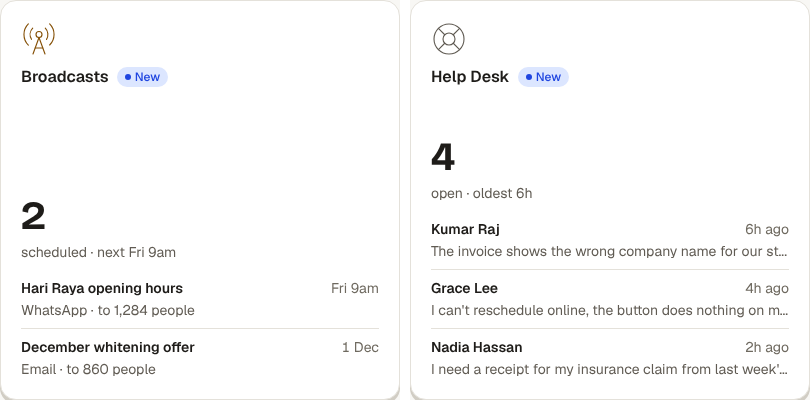 Broadcasts
New
2
scheduled · next Fri 9am
Hari Raya opening hours
Fri 9am
WhatsApp · to 1,284 people
December whitening offer
1 Dec
Email · to 860 people
Help Desk
New
4
open · oldest 6h
Kumar Raj
6h ago
The invoice shows the wrong company name for our st...
Grace Lee
4h ago
I can't reschedule online, the button does nothing on m...
Nadia Hassan
2h ago
I need a receipt for my insurance claim from last week'...